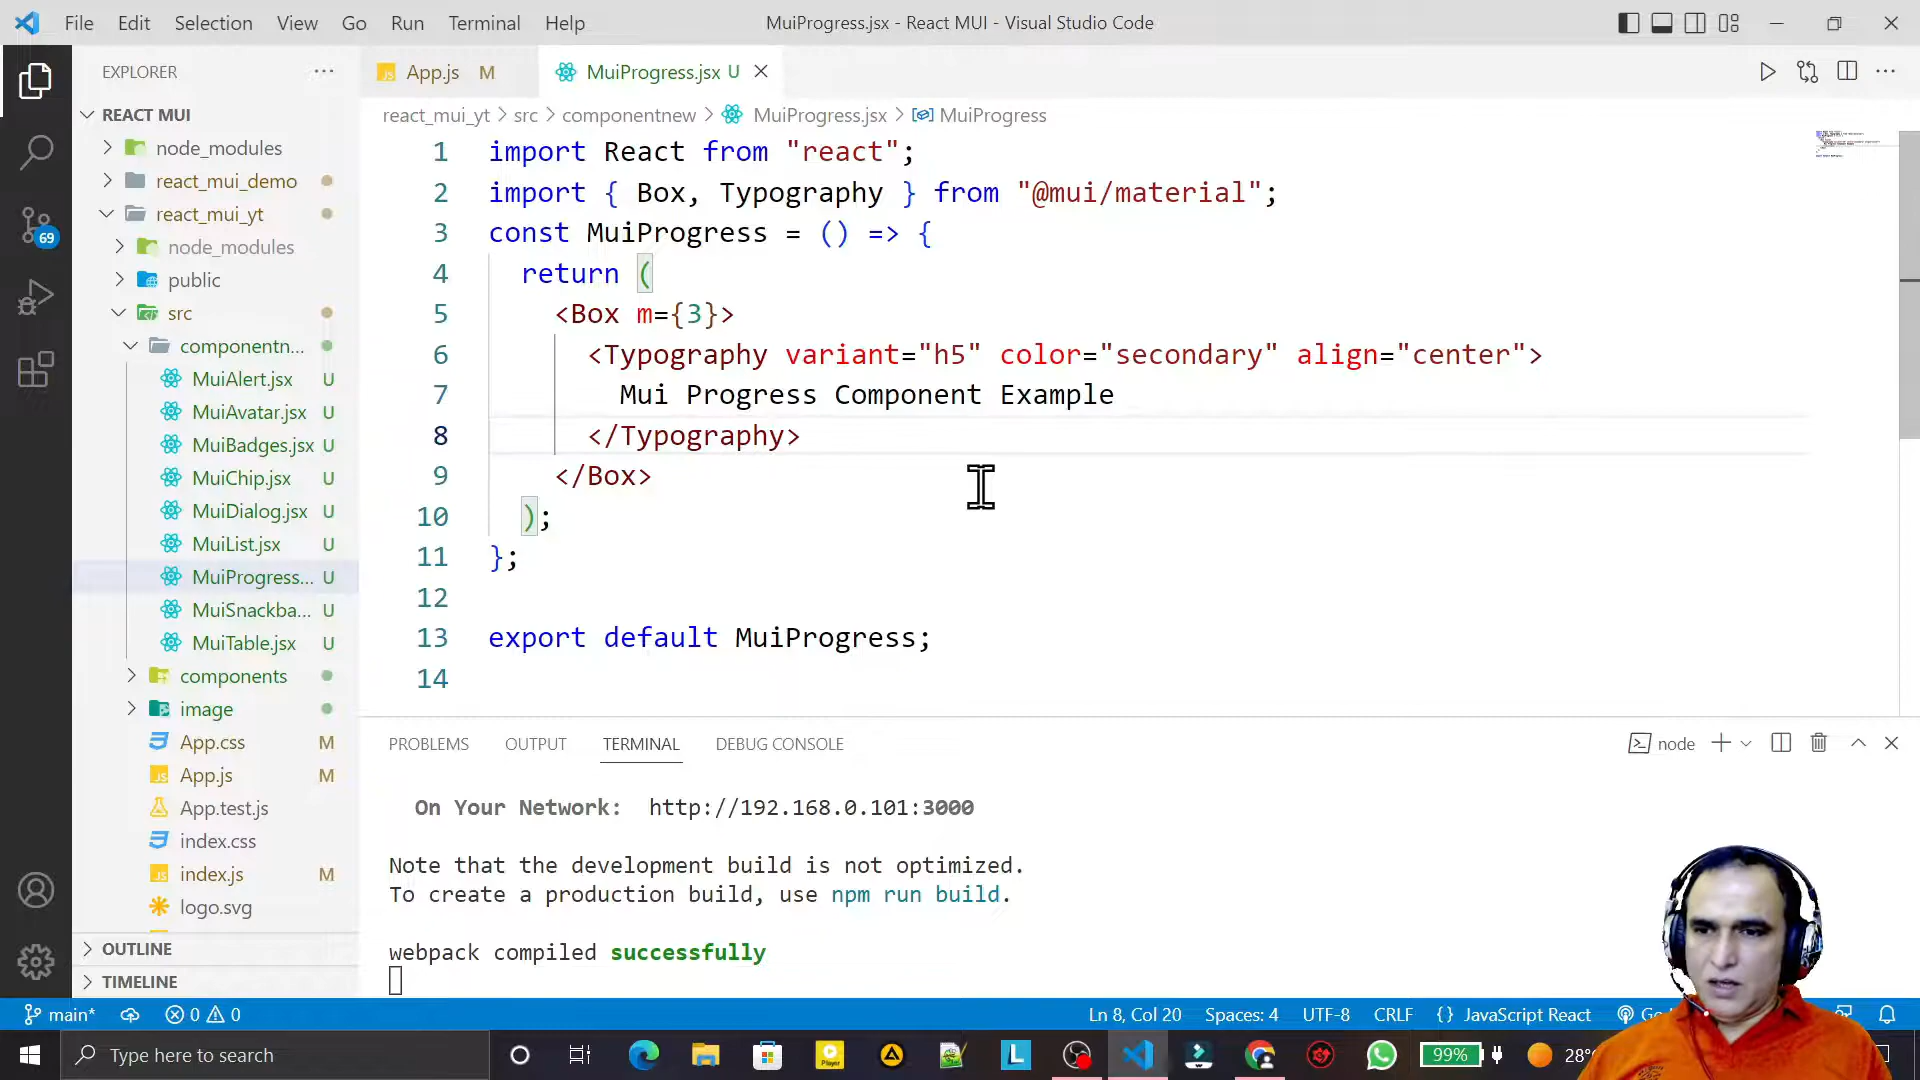 File Edit Selection View Go Run Terminal Help
MuiProgress.jsx - React MUI - Visual Studio Code
EXPLORER
App.js M
MuiProgress.jsx U
REACT MUI
react_mui_yt > src > componentnew > MuiProgress.jsx > MuiProgress
node_modules
react_mui_demo
react_mui_yt
node_modules
public
src
componentn...
MuiAlert.jsx U
MuiAvatar.jsx U
MuiBadges.jsx U
MuiChip.jsx U
MuiDialog.jsx U
MuiList.jsx U
MuiProgress... U
MuiSnackba... U
MuiTable.jsx U
components
image
App.css M
App.js M
App.test.js
index.css
index.js M
logo.svg
OUTLINE
TIMELINE
69
1 import React from "react";
2 import { Box, Typography } from "@mui/material";
3 const MuiProgress = () => {
4 return (
5 <Box m={3}>
6 <Typography variant="h5" color="secondary" align="center">
7 Mui Progress Component Example
8 </Typography>
9 </Box>
10 );
11 };
12
13 export default MuiProgress;
14
PROBLEMS OUTPUT TERMINAL DEBUG CONSOLE
node
On Your Network: http://192.168.0.101:3000
Note that the development build is not optimized.
To create a production build, use npm run build.
webpack compiled successfully
main* 0 0
Ln 8, Col 20 Spaces: 4 UTF-8 CRLF {} JavaScript React
Type here to search
99%
28°